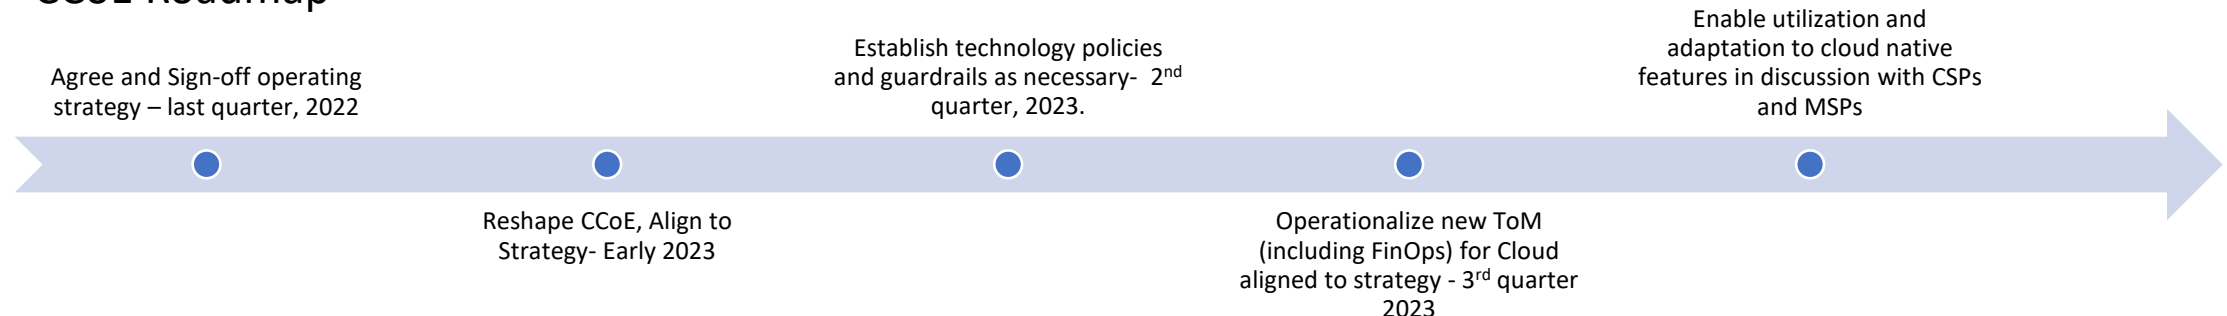 CCoE Roadmap
Agree and Sign-off operating
strategy – last quarter, 2022
Reshape CCoE, Align to
Strategy- Early 2023
Establish technology policies
and guardrails as necessary-  2nd
quarter, 2023.
Operationalize new ToM
(including FinOps) for Cloud
aligned to strategy - 3rd quarter
2023
Enable utilization and
adaptation to cloud native
features in discussion with CSPs
and MSPs